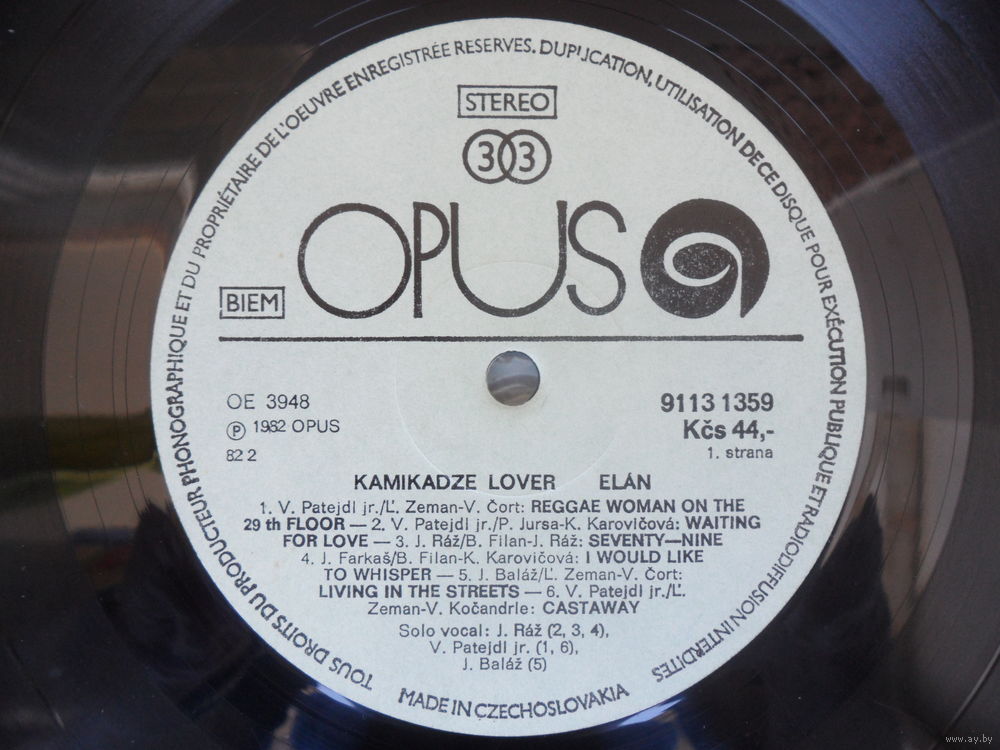 TOUS DROITS DU PRODUCTEUR PHONOGRAPHIQUE ET DU PROPRIÉTAIRE DE L'OEUVRE ENREGISTRÉE RESERVES. DUPLICATION, UTILISATION DE CE DISQUE POUR EXÉCUTION PUBLIQUE ET RADIODIFFUSION INTERDITES
STEREO
33
OPUS
BIEM
OE 3948
9113 1359
Ⓟ 1982 OPUS
Kčs 44,-
82 2
1. strana
KAMIKADZE LOVER ELÁN
1. V. Patejdl jr./Ľ. Zeman-V. Čort: REGGAE WOMAN ON THE
29 th FLOOR — 2. V. Patejdl jr./P. Jursa-K. Karovičová: WAITING
FOR LOVE — 3. J. Ráž/B. Filan-J. Ráž: SEVENTY—NINE
4. J. Farkaš/B. Filan-K. Karovičová: I WOULD LIKE
TO WHISPER — 5. J. Baláž/Ľ. Zeman-V. Čort:
LIVING IN THE STREETS — 6. V. Patejdl jr./Ľ.
Zeman-V. Kočandrle: CASTAWAY
Solo vocal: J. Ráž (2, 3, 4),
V. Patejdl jr. (1, 6),
J. Baláž (5)
MADE IN CZECHOSLOVAKIA
www.ay.by